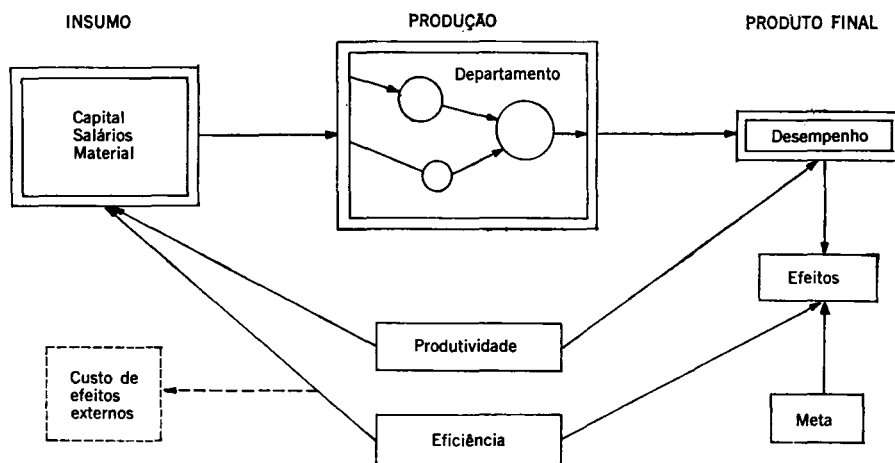 INSUMO
PRODUÇÃO
PRODUTO FINAL
Capital
Salários
Material
Departamento
Desempenho
Efeitos
Produtividade
Custo de
efeitos
externos
Eficiência
Meta